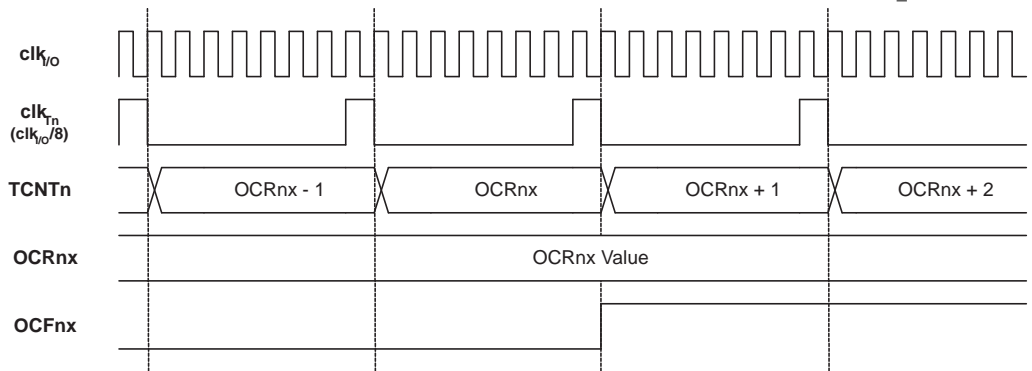 clkI/O
clkTn
(clkI/O/8)
TCNTn OCRnx - 1 OCRnx OCRnx + 1 OCRnx + 2
OCRnx OCRnx Value
OCFnx